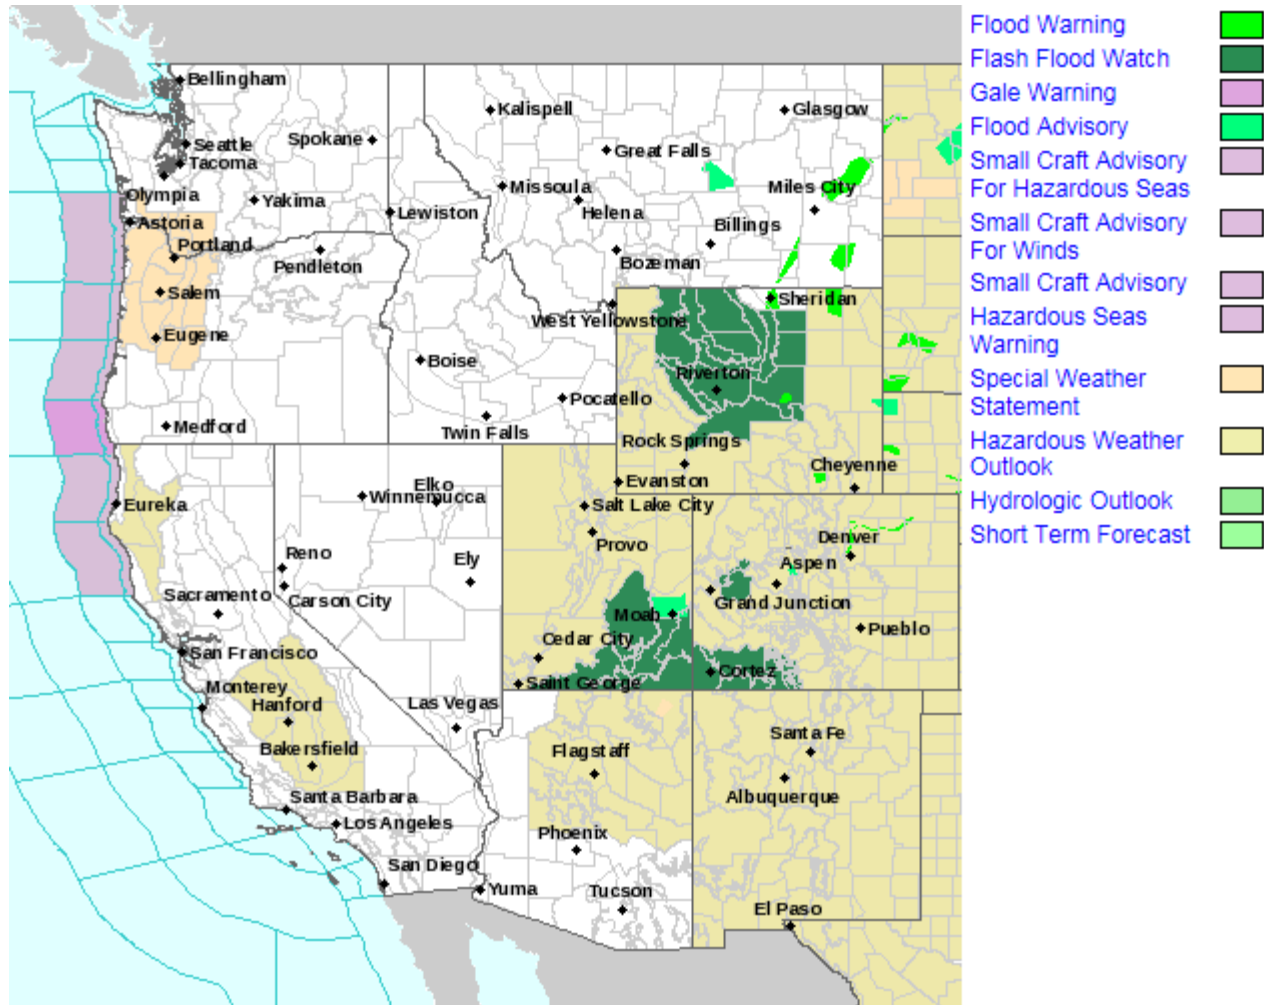 Bellingham
Kalispell
Glasgow
Spokane
Seattle
Great Falls
Tacoma
Missoula
Miles City
Olympia
Yakima
Helena
Lewiston
Astoria
Billings
Portland
Pendleton
Bozeman
Salem
Sheridan
West Yellowstone
Eugene
Boise
Riverton
Pocatello
Medford
Twin Falls
Rock Springs
Cheyenne
Evanston
Elko
Winnemucca
Eureka
Salt Lake City
Provo
Denver
Reno
Ely
Aspen
Sacramento
Carson City
Grand Junction
Moab
Pueblo
Cedar City
San Francisco
Cortez
Saint George
Monterey
Las Vegas
Hanford
Santa Fe
Bakersfield
Flagstaff
Albuquerque
Santa Barbara
Los Angeles
Phoenix
San Diego
Yuma
Tucson
El Paso
Flood Warning
Flash Flood Watch
Gale Warning
Flood Advisory
Small Craft Advisory
For Hazardous Seas
Small Craft Advisory
For Winds
Small Craft Advisory
Hazardous Seas
Warning
Special Weather
Statement
Hazardous Weather
Outlook
Hydrologic Outlook
Short Term Forecast